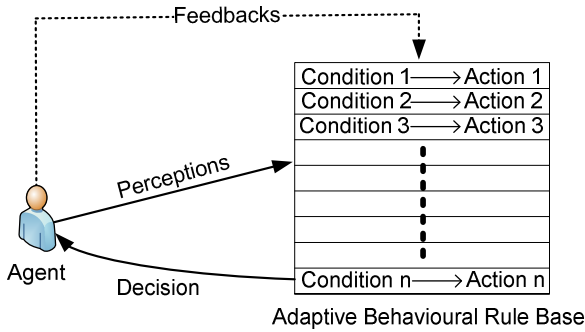 Feedbacks
Condition 1 Action 1
Condition 2 Action 2
Condition 3 Action 3
Perceptions
Agent
Decision
Condition n Action n
Adaptive Behavioural Rule Base